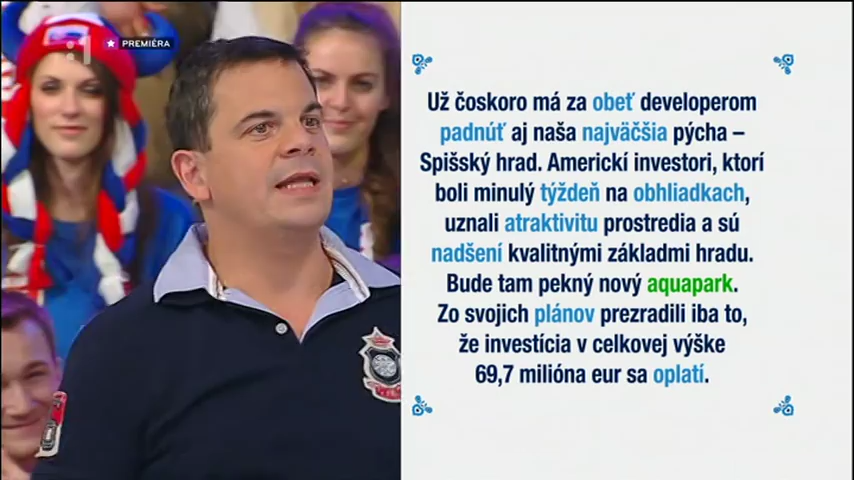 :1
PREMIÉRA
Už čoskoro má za obeť developerom
padnúť aj naša najväčšia pýcha –
Spišský hrad. Americkí investori, ktorí
boli minulý týždeň na obhliadkach,
uznali atraktivitu prostredia a sú
nadšení kvalitnými základmi hradu.
Bude tam pekný nový aquapark.
Zo svojich plánov prezradili iba to,
že investícia v celkovej výške
69,7 milióna eur sa oplatí.